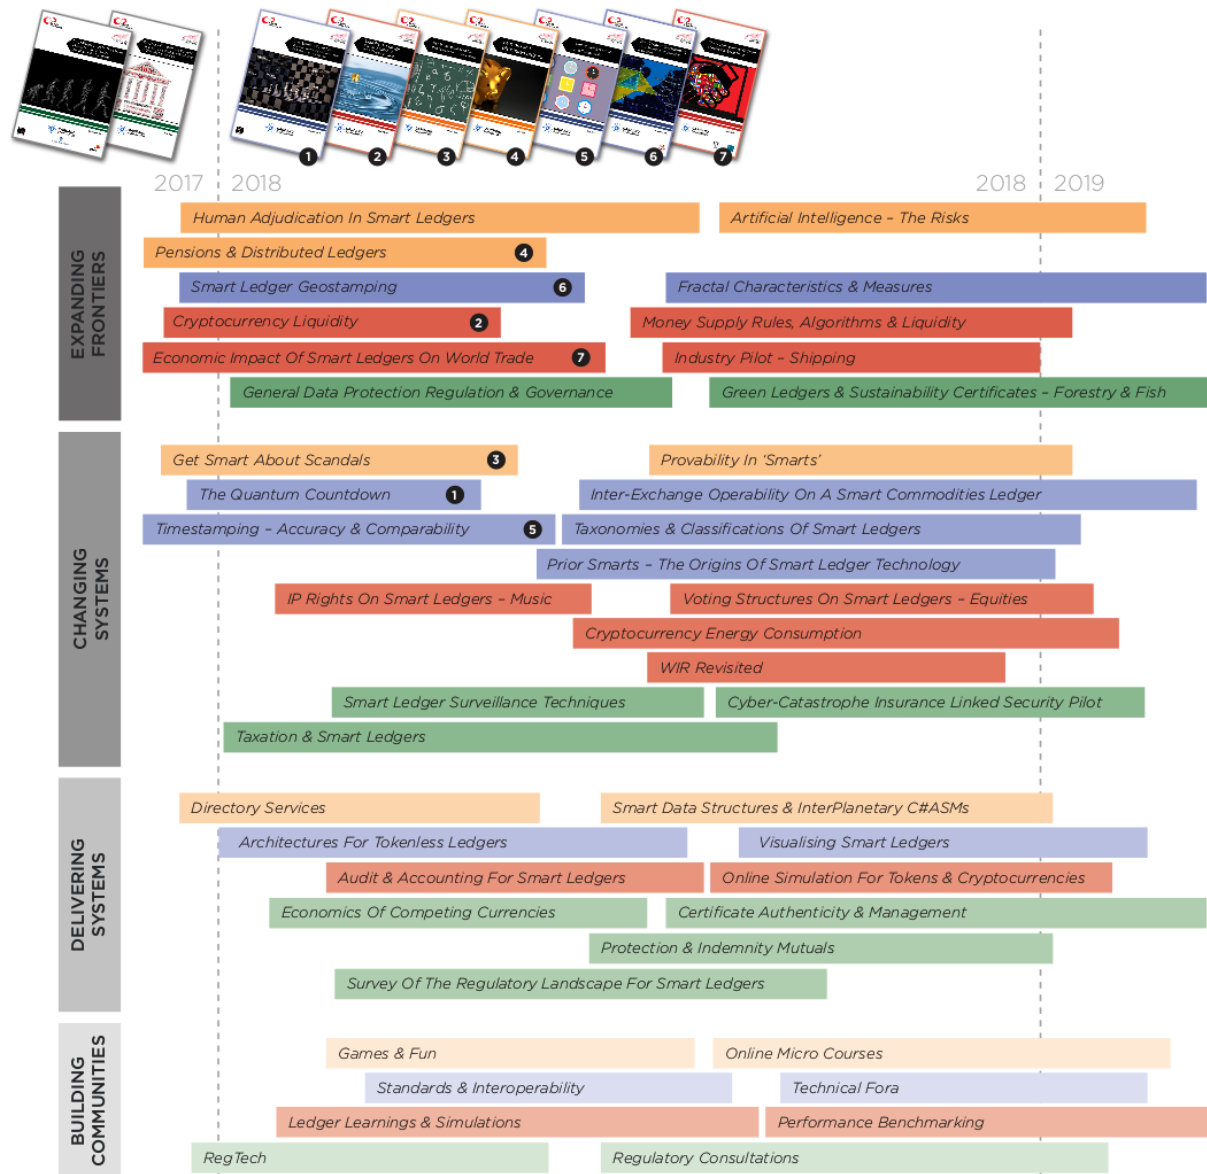 1
2
3
4
5
6
7
2017
2018
2018
2019
EXPANDING
FRONTIERS
Human Adjudication In Smart Ledgers
Artificial Intelligence – The Risks
Pensions & Distributed Ledgers 4
Smart Ledger Geostamping 6
Fractal Characteristics & Measures
Cryptocurrency Liquidity 2
Money Supply Rules, Algorithms & Liquidity
Economic Impact Of Smart Ledgers On World Trade 7
Industry Pilot – Shipping
General Data Protection Regulation & Governance
Green Ledgers & Sustainability Certificates – Forestry & Fish
CHANGING
SYSTEMS
Get Smart About Scandals 3
Provability In ‘Smarts’
The Quantum Countdown 1
Inter-Exchange Operability On A Smart Commodities Ledger
Timestamping – Accuracy & Comparability 5
Taxonomies & Classifications Of Smart Ledgers
Prior Smarts – The Origins Of Smart Ledger Technology
IP Rights On Smart Ledgers – Music
Voting Structures On Smart Ledgers – Equities
Cryptocurrency Energy Consumption
WIR Revisited
Smart Ledger Surveillance Techniques
Cyber-Catastrophe Insurance Linked Security Pilot
Taxation & Smart Ledgers
DELIVERING
SYSTEMS
Directory Services
Smart Data Structures & InterPlanetary C#ASMs
Architectures For Tokenless Ledgers
Visualising Smart Ledgers
Audit & Accounting For Smart Ledgers
Online Simulation For Tokens & Cryptocurrencies
Economics Of Competing Currencies
Certificate Authenticity & Management
Protection & Indemnity Mutuals
Survey Of The Regulatory Landscape For Smart Ledgers
BUILDING
COMMUNITIES
Games & Fun
Online Micro Courses
Standards & Interoperability
Technical Fora
Ledger Learnings & Simulations
Performance Benchmarking
RegTech
Regulatory Consultations